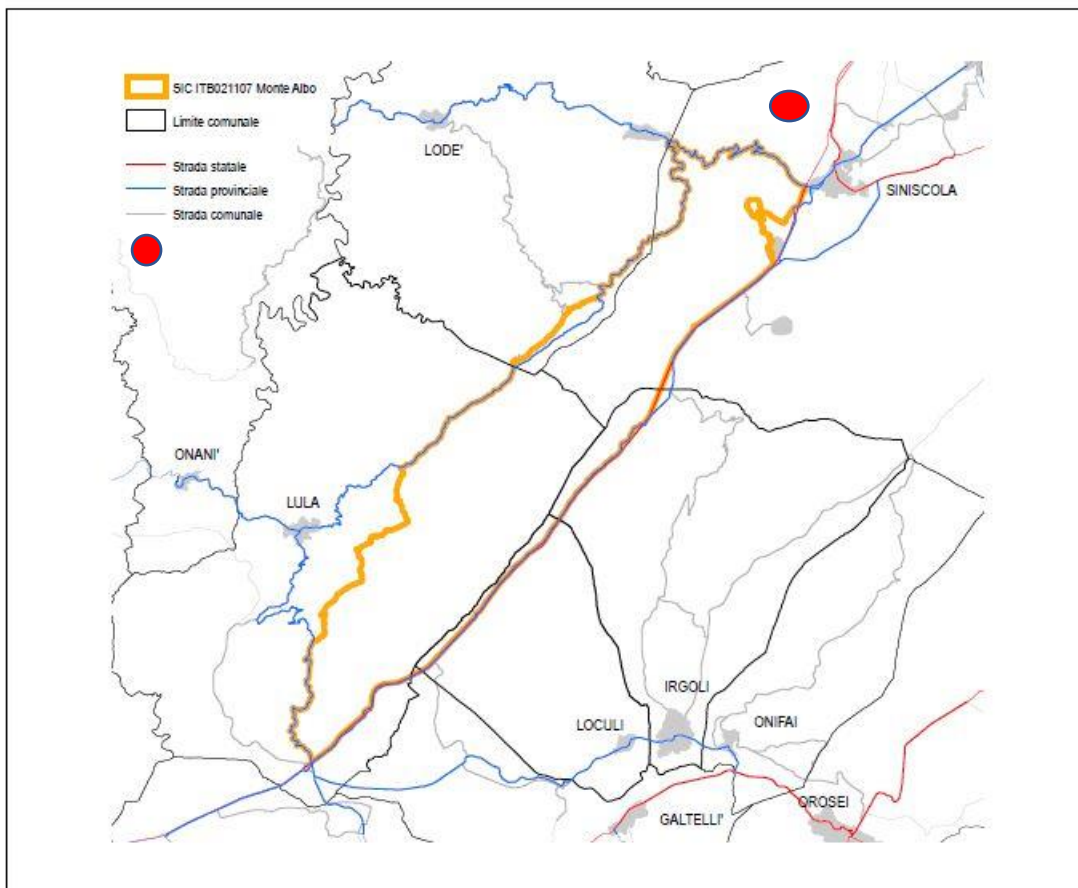 SIC ITB021107 Monte Albo
Limite comunale
Strada statale
Strada provinciale
Strada comunale
LODE'
SINISCOLA
ONANI'
LULA
IRGOLI
LOCULI
ONIFAI
OROSEI
GALTELLI'